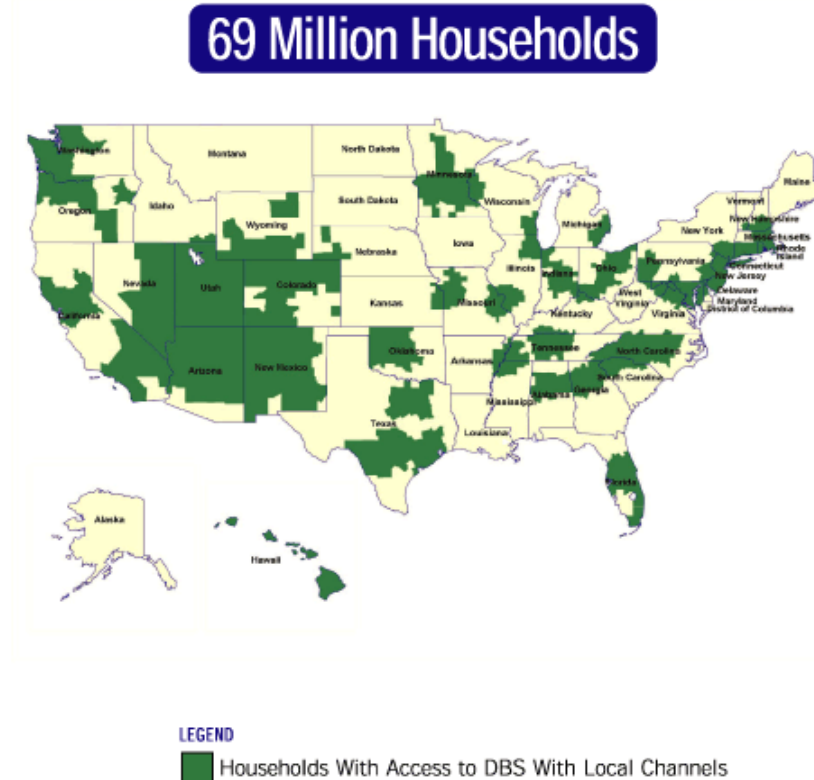 69 Million Households
Washington
Montana
North Dakota
Minnesota
Maine
Oregon
Idaho
Wyoming
South Dakota
Wisconsin
Michigan
Vermont
New Hampshire
New York
Massachusetts
Rhode
Island
Connecticut
Nevada
Utah
Colorado
Nebraska
Iowa
Illinois
Indiana
Ohio
Pennsylvania
New Jersey
Delaware
Maryland
District of Columbia
California
Kansas
Missouri
Kentucky
West
Virginia
Virginia
Arizona
New Mexico
Oklahoma
Arkansas
Tennessee
North Carolina
South Carolina
Texas
Louisiana
Mississippi
Alabama
Georgia
Florida
Alaska
Hawaii
LEGEND
Households With Access to DBS With Local Channels